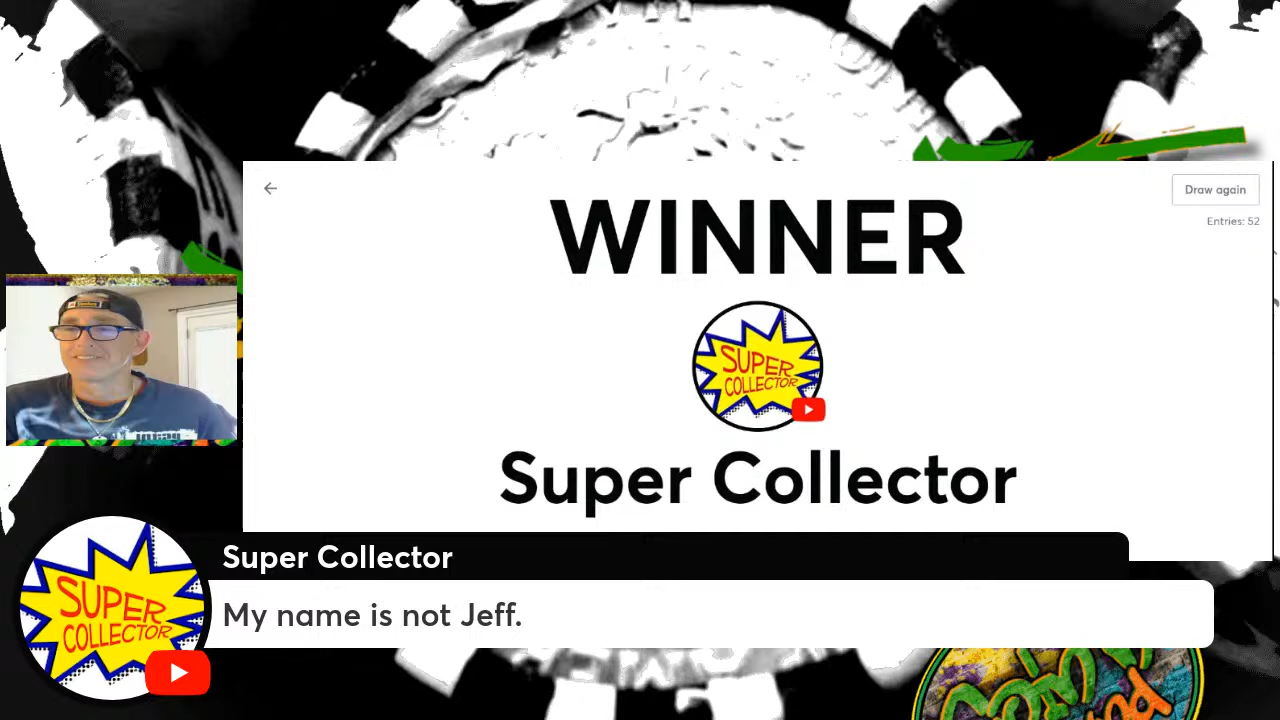 WINNER
Draw again
Entries: 52
SUPER
COLLECTOR
Super Collector
Super Collector
SUPER
COLLECTOR
My name is not Jeff.